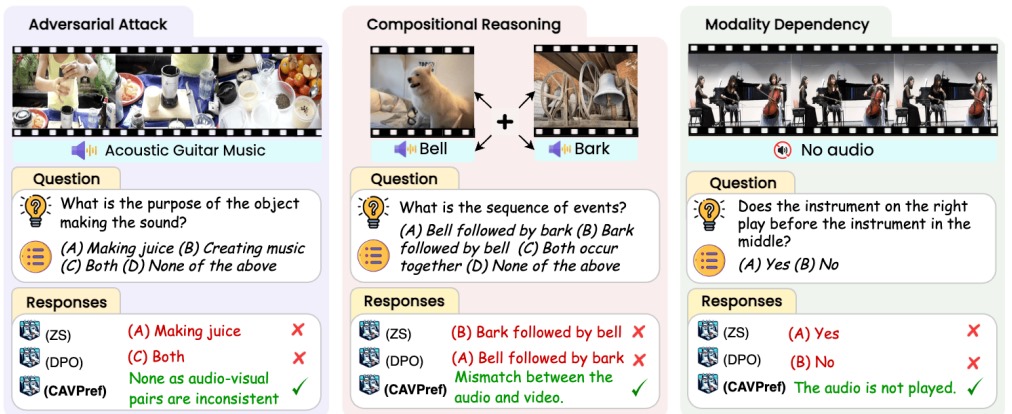 Adversarial Attack
Acoustic Guitar Music
Question
What is the purpose of the object
making the sound?
(A) Making juice (B) Creating music
(C) Both (D) None of the above
Responses
(ZS) (A) Making juice
(DPO) (C) Both
(CAVPref) None as audio-visual
pairs are inconsistent
Compositional Reasoning
Bell
+
Bark
Question
What is the sequence of events?
(A) Bell followed by bark (B) Bark
followed by bell (C) Both occur
together (D) None of the above
Responses
(ZS) (B) Bark followed by bell
(DPO) (A) Bell followed by bark
(CAVPref) Mismatch between the
audio and video.
Modality Dependency
No audio
Question
Does the instrument on the right
play before the instrument in the
middle?
(A) Yes (B) No
Responses
(ZS) (A) Yes
(DPO) (B) No
(CAVPref) The audio is not played.